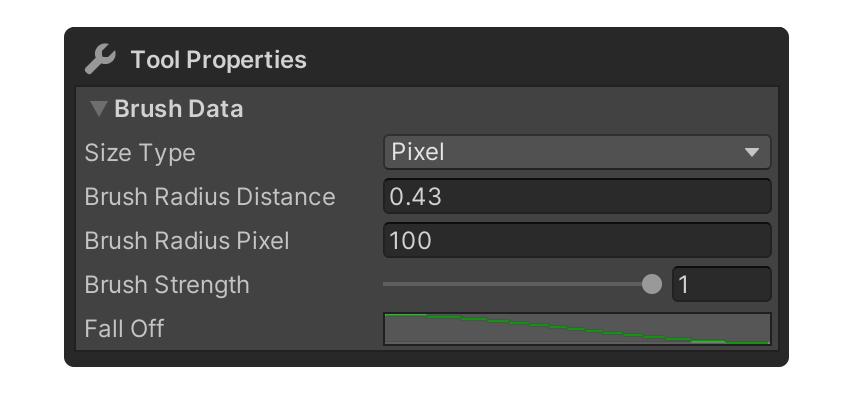 Tool Properties
Brush Data
Size Type Pixel
Brush Radius Distance 0.43
Brush Radius Pixel 100
Brush Strength 1
Fall Off